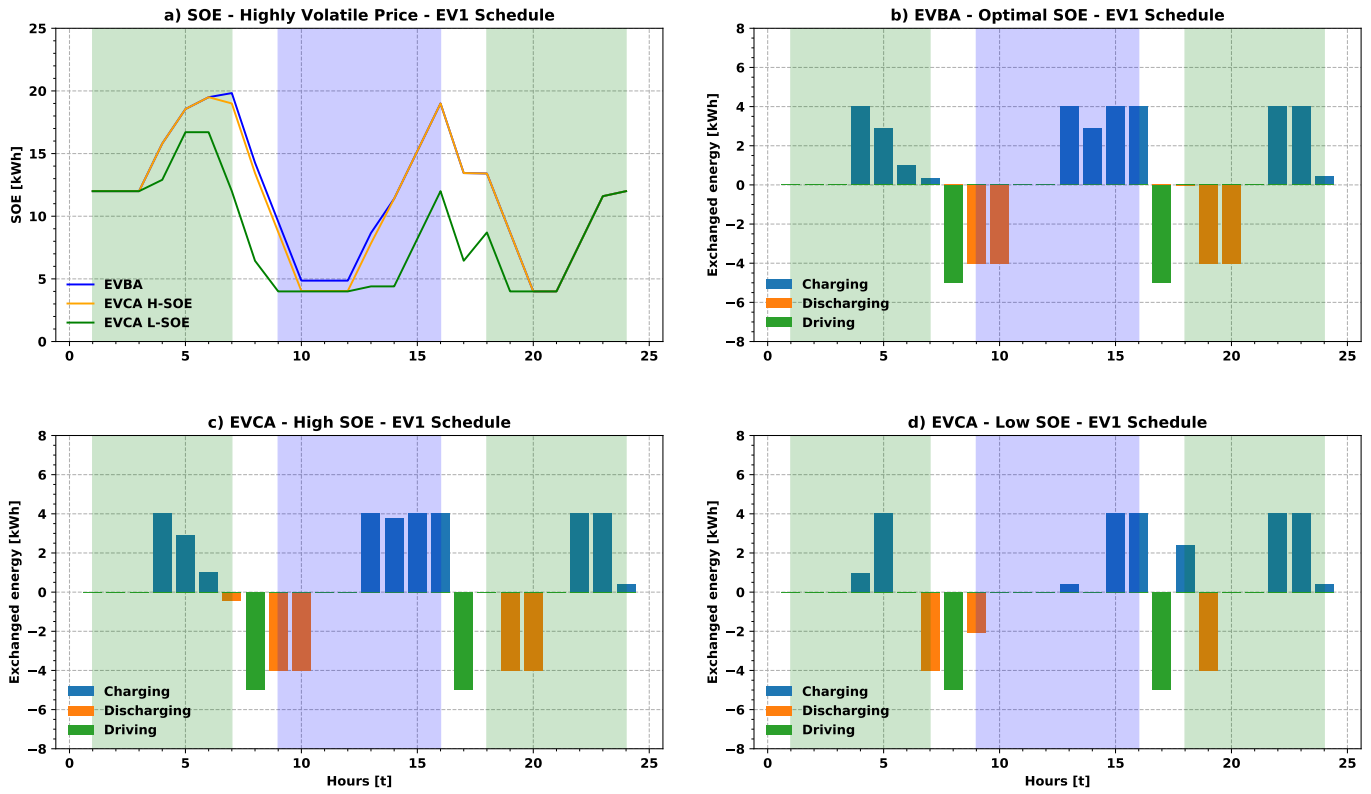 a) SOE - Highly Volatile Price - EV1 Schedule
SOE [kWh]
25
20
15
10
5
0
EVBA
EVCA H-SOE
EVCA L-SOE
0 5 10 15 20 25
b) EVBA - Optimal SOE - EV1 Schedule
Exchanged energy [kWh]
8
6
4
2
0
−2
−4
−6
−8
Charging
Discharging
Driving
0 5 10 15 20 25
c) EVCA - High SOE - EV1 Schedule
Exchanged energy [kWh]
8
6
4
2
0
−2
−4
−6
−8
Charging
Discharging
Driving
0 5 10 15 20 25
Hours [t]
d) EVCA - Low SOE - EV1 Schedule
Exchanged energy [kWh]
8
6
4
2
0
−2
−4
−6
−8
Charging
Discharging
Driving
0 5 10 15 20 25
Hours [t]